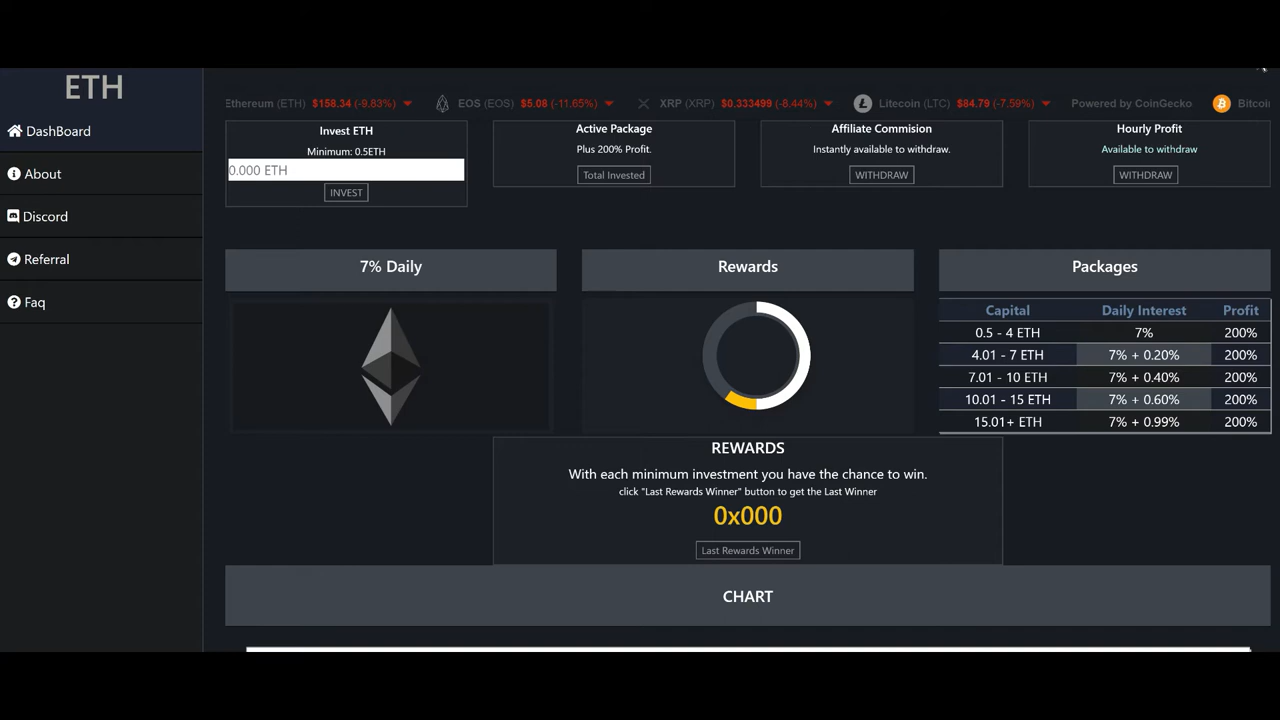 ETH
DashBoard
About
Discord
Referral
Faq
Ethereum (ETH) $158.34 (-9.83%) EOS (EOS) $5.08 (-11.65%) XRP (XRP) $0.333499 (-8.44%) Litecoin (LTC) $84.79 (-7.59%) Powered by CoinGecko Bitcoi
Invest ETH
Minimum: 0.5ETH
0.000 ETH
INVEST
Active Package
Plus 200% Profit.
Total Invested
Affiliate Commision
Instantly available to withdraw.
WITHDRAW
Hourly Profit
Available to withdraw
WITHDRAW
7% Daily
Rewards
Packages
Capital Daily Interest Profit
0.5 - 4 ETH 7% 200%
4.01 - 7 ETH 7% + 0.20% 200%
7.01 - 10 ETH 7% + 0.40% 200%
10.01 - 15 ETH 7% + 0.60% 200%
15.01+ ETH 7% + 0.99% 200%
REWARDS
With each minimum investment you have the chance to win.
click "Last Rewards Winner" button to get the Last Winner
0x000
Last Rewards Winner
CHART